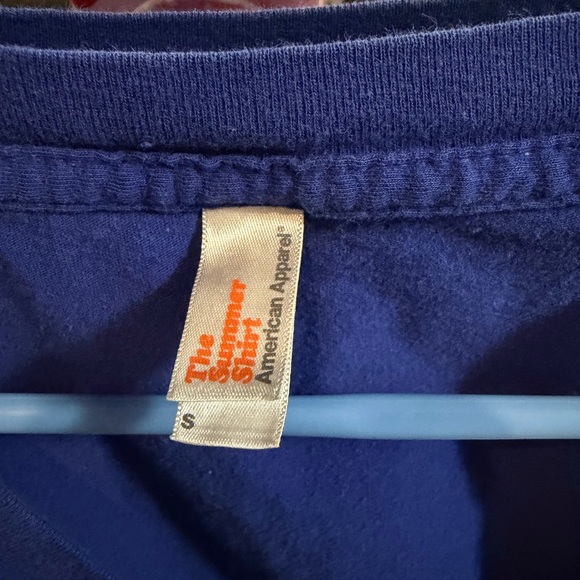 The
Summer
Shirt
American Apparel®
S